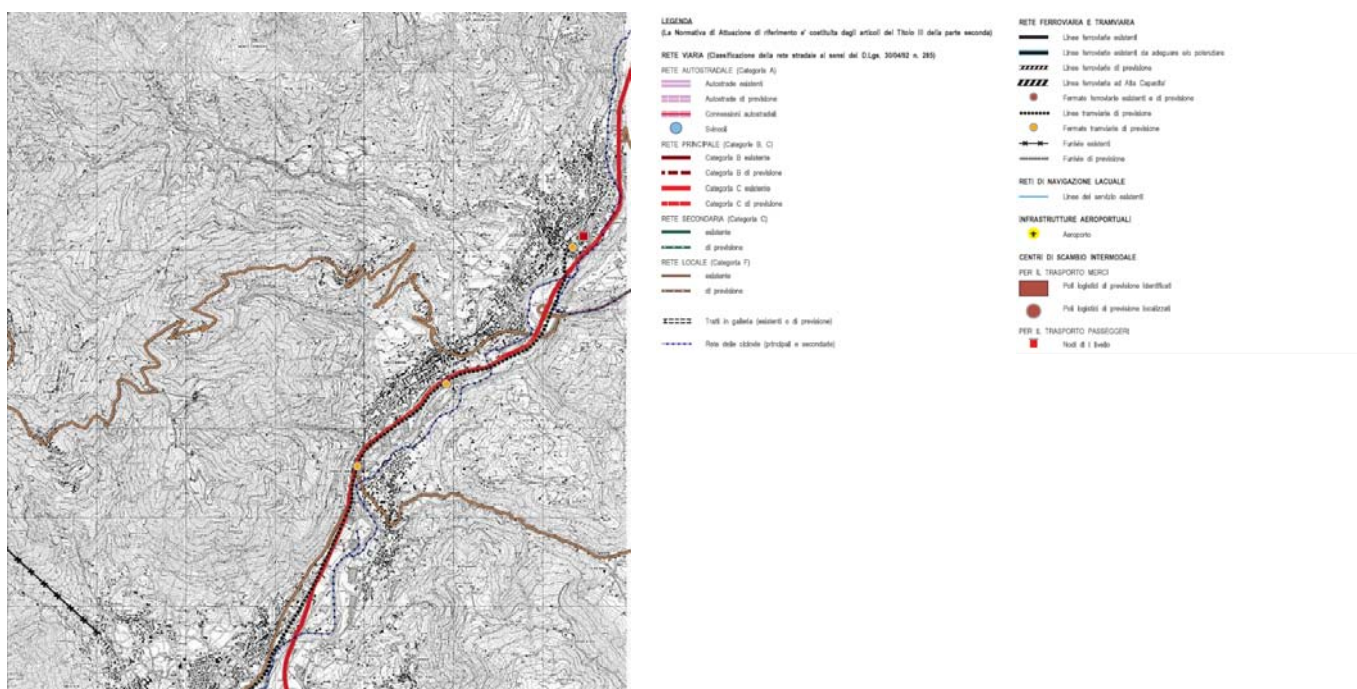 LEGENDA
(La Normativa di Attuazione di riferimento e' costituita dagli articoli del Titolo III della parte seconda)
RETE VIARIA (Classificazione della rete stradale ai sensi del D.Lgs. 30/04/92 n. 285)
RETE AUTOSTRADALE (Categoria A)
Autostrade esistenti
Autostrade di previsione
Connessioni autostradali
Svincoli
RETE PRINCIPALE (Categorie B, C)
Categoria B esistente
Categoria B di previsione
Categoria C esistente
Categoria C di previsione
RETE SECONDARIA (Categoria C)
esistente
di previsione
RETE LOCALE (Categoria F)
esistente
di previsione
Tratti in galleria (esistenti o di previsione)
Rete delle ciclovie (principali e secondarie)
RETE FERROVIARIA E TRAMVIARIA
Linee ferroviarie esistenti
Linee ferroviarie esistenti da adeguare e/o potenziare
Linee ferroviarie di previsione
Linea ferroviaria ad Alta Capacita'
Fermate ferroviarie esistenti e di previsione
Linee tramviarie di previsione
Fermate tramviarie di previsione
Funivie esistenti
Funivie di previsione
RETI DI NAVIGAZIONE LACUALE
Linee del servizio esistenti
INFRASTRUTTURE AEROPORTUALI
Aeroporto
CENTRI DI SCAMBIO INTERMODALE
PER IL TRASPORTO MERCI
Poli logistici di previsione identificati
Poli logistici di previsione localizzati
PER IL TRASPORTO PASSEGGERI
Nodi di I livello